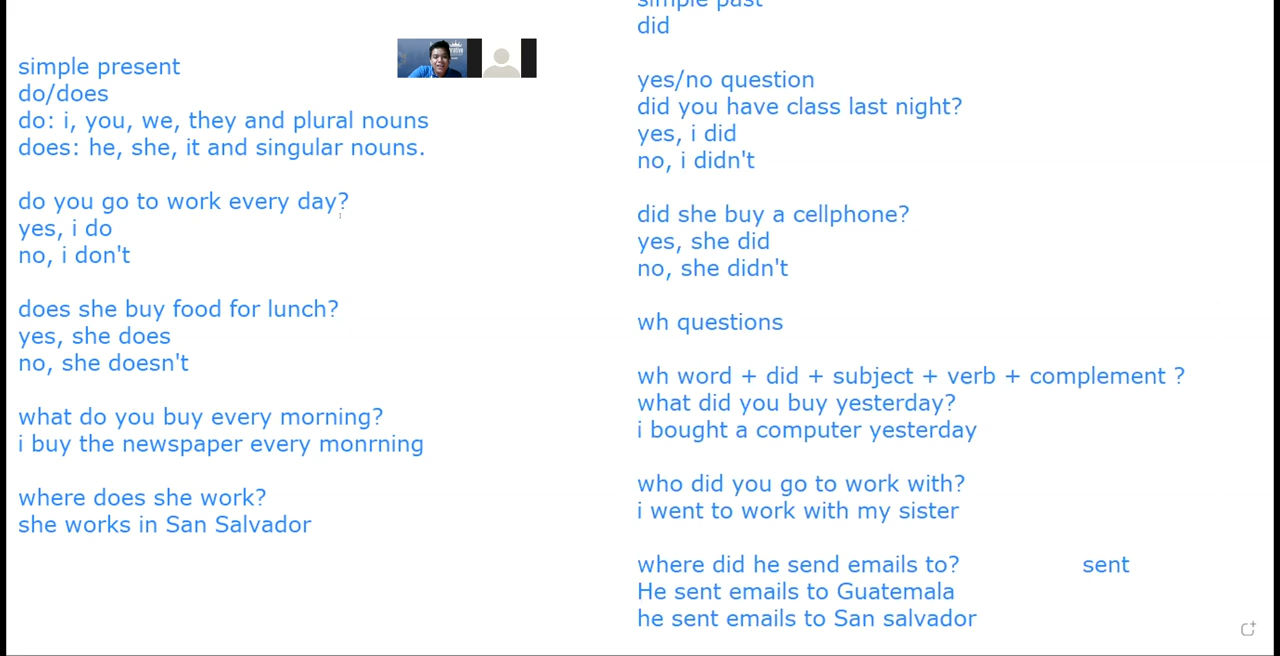 simple present
do/does
do: i, you, we, they and plural nouns
does: he, she, it and singular nouns.
do you go to work every day?
yes, i do
no, i don't
does she buy food for lunch?
yes, she does
no, she doesn't
what do you buy every morning?
i buy the newspaper every monrning
where does she work?
she works in San Salvador
simple past
did
yes/no question
did you have class last night?
yes, i did
no, i didn't
did she buy a cellphone?
yes, she did
no, she didn't
wh questions
wh word + did + subject + verb + complement ?
what did you buy yesterday?
i bought a computer yesterday
who did you go to work with?
i went to work with my sister
where did he send emails to? sent
He sent emails to Guatemala
he sent emails to San salvador